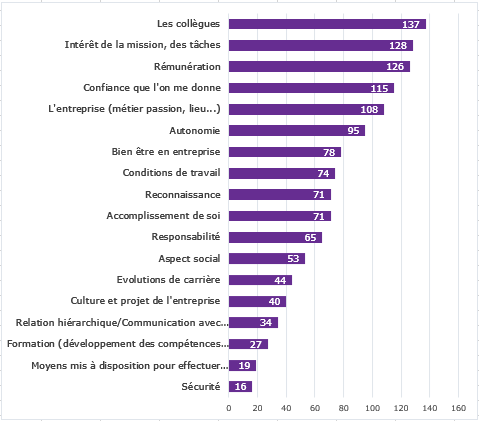 Les collègues 137
Intérêt de la mission, des tâches 128
Rémunération 126
Confiance que l'on me donne 115
L'entreprise (métier passion, lieu...) 108
Autonomie 95
Bien être en entreprise 78
Conditions de travail 74
Reconnaissance 71
Accomplissement de soi 71
Responsabilité 65
Aspect social 53
Evolutions de carrière 44
Culture et projet de l'entreprise 40
Relation hiérarchique/Communication avec... 34
Formation (développement des compétences... 27
Moyens mis à disposition pour effectuer... 19
Sécurité 16
0 20 40 60 80 100 120 140 160